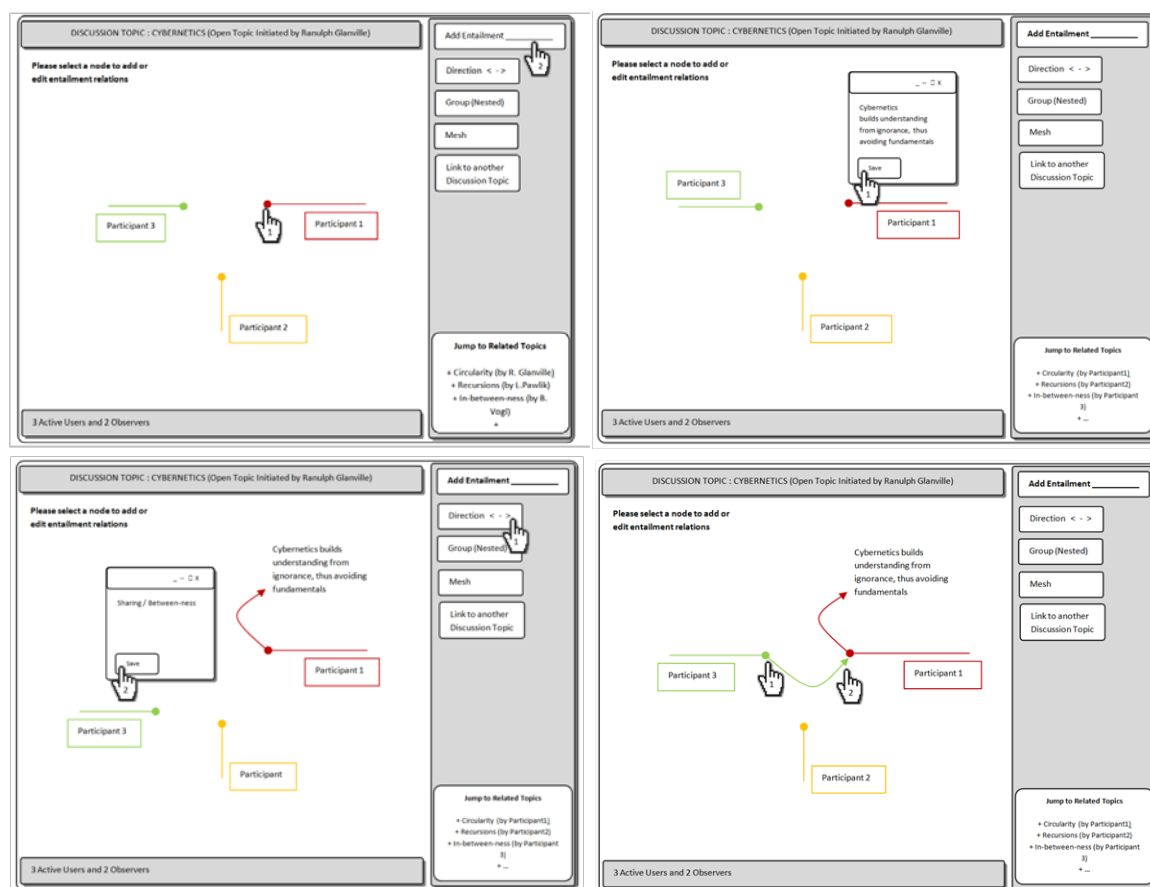 DISCUSSION TOPIC : CYBERNETICS (Open Topic Initiated by Ranulph Glanville)
Please select a node to add or
edit entailment relations
Participant 3
1
Participant 1
Participant 2
3 Active Users and 2 Observers
Add Entailment __________
2
Direction < - >
Group (Nested)
Mesh
Link to another
Discussion Topic
Jump to Related Topics
+ Circularity (by R. Glanville)
+ Recursions (by L.Pawlik)
+ In-between-ness (by B.
Vogl)
+
DISCUSSION TOPIC : CYBERNETICS (Open Topic Initiated by Ranulph Glanville)
Please select a node to add or
edit entailment relations
_ – □ X
Cybernetics
builds understanding
from ignorance, thus
avoiding fundamentals
Save
1
Participant 3
Participant 1
Participant 2
3 Active Users and 2 Observers
Add Entailment __________
Direction < - >
Group (Nested)
Mesh
Link to another
Discussion Topic
Jump to Related Topics
+ Circularity (by Participant1)
+ Recursions (by Participant2)
+ In-between-ness (by Participant
3)
+ ...
DISCUSSION TOPIC : CYBERNETICS (Open Topic Initiated by Ranulph Glanville)
Please select a node to add or
edit entailment relations
Cybernetics builds
understanding from
ignorance, thus avoiding
fundamentals
_ – □ X
Sharing / Between-ness
Save
2
Participant 1
Participant 3
Participant
3 Active Users and 2 Observers
Add Entailment __________
Direction < - >
1
Group (Nested)
Mesh
Link to another
Discussion Topic
Jump to Related Topics
+ Circularity (by Participant1)
+ Recursions (by Participant2)
+ In-between-ness (by Participant
3)
+ ...
DISCUSSION TOPIC : CYBERNETICS (Open Topic Initiated by Ranulph Glanville)
Please select a node to add or
edit entailment relations
Cybernetics builds
understanding from
ignorance, thus avoiding
fundamentals
Participant 3
1
2
Participant 1
Participant 2
3 Active Users and 2 Observers
Add Entailment __________
Direction < - >
Group (Nested)
Mesh
Link to another
Discussion Topic
Jump to Related Topics
+ Circularity (by Participant1)
+ Recursions (by Participant2)
+ In-between-ness (by Participant
3)
+ ...